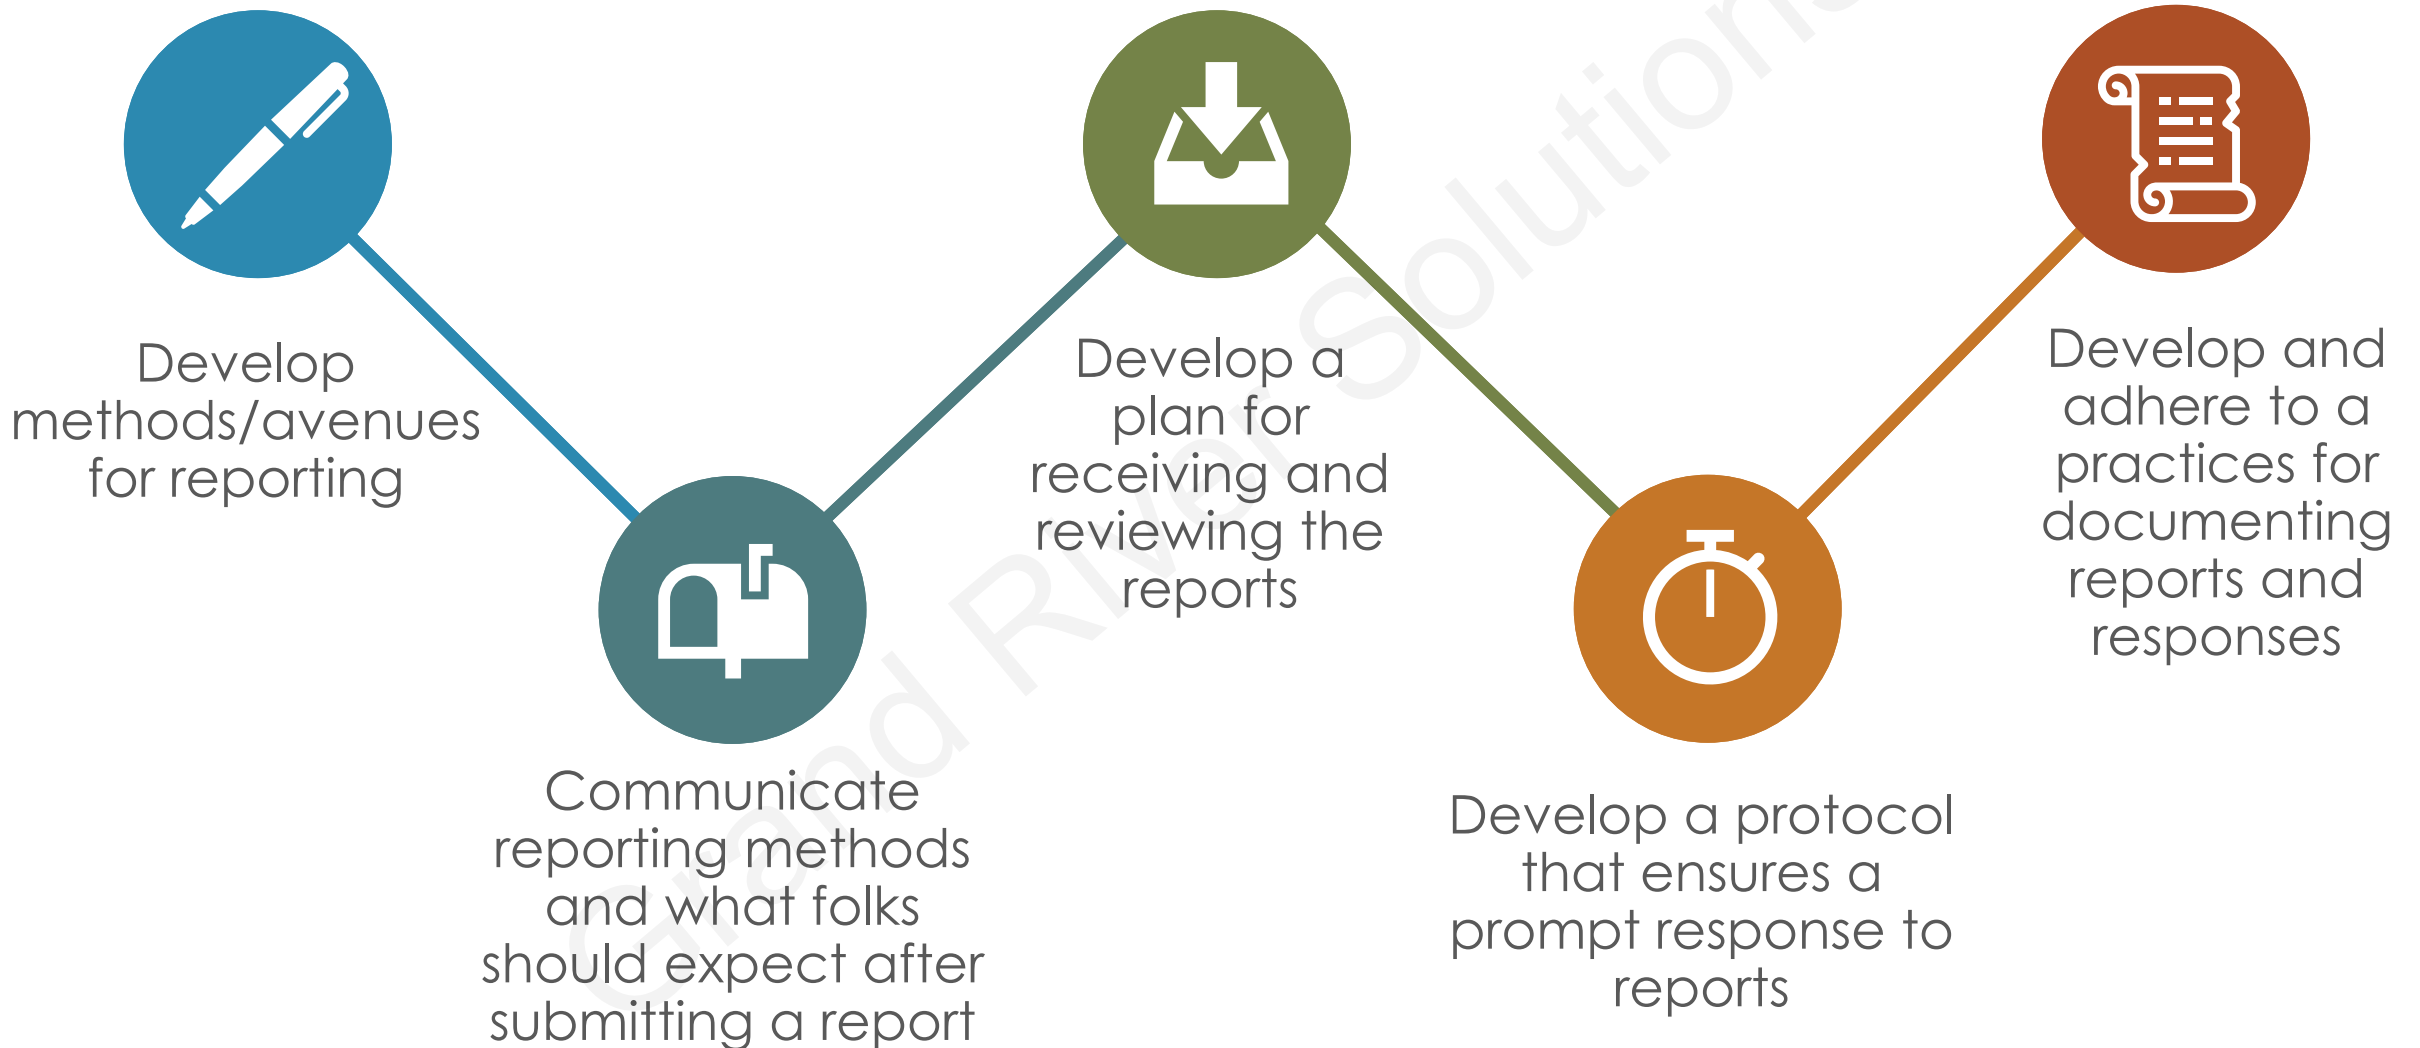 Develop
methods/avenues
for reporting
Communicate
reporting methods
and what folks
should expect after
submitting a report
Develop a
plan for
receiving and
reviewing the
reports
Develop a protocol
that ensures a
prompt response to
reports
Develop and
adhere to a
practices for
documenting
reports and
responses
Grand River Solutions